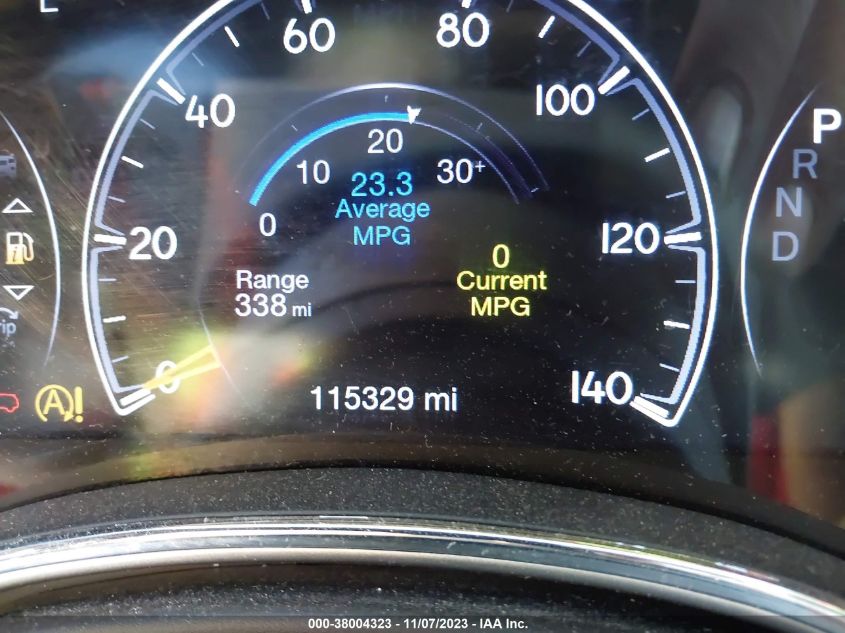 E
MPH
60
80
40
100
20
10
30+
23.3
Average
MPG
0
20
120
0
Current
MPG
Range
338 mi
0
140
115329 mi
P
R
N
D
A!
000-38004323 - 11/07/2023 - IAA Inc.